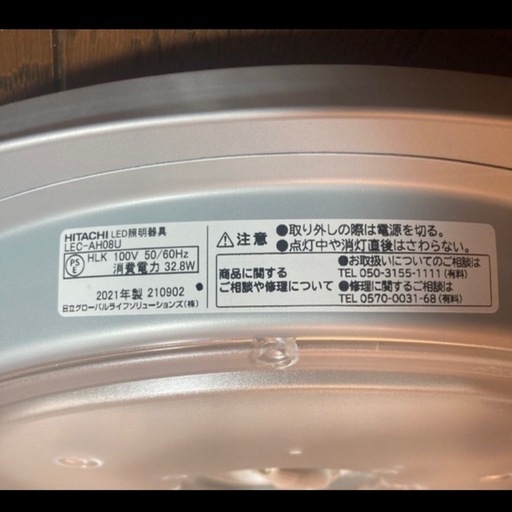 HITACHI LED照明器具
LEC-AH08U
PS
E
HLK 100V 50/60Hz
消費電力 32.8W
2021年製 210902
日立グローバルライフソリューションズ(株)
注意
●取り外しの際は電源を切る。
●点灯中や消灯直後はさわらない。
商品に関する
ご相談や修理について
●お取扱いについてのご相談は
TEL 050-3155-1111 (有料)
●修理に関するご相談は
TEL 0570-0031-68 (有料)